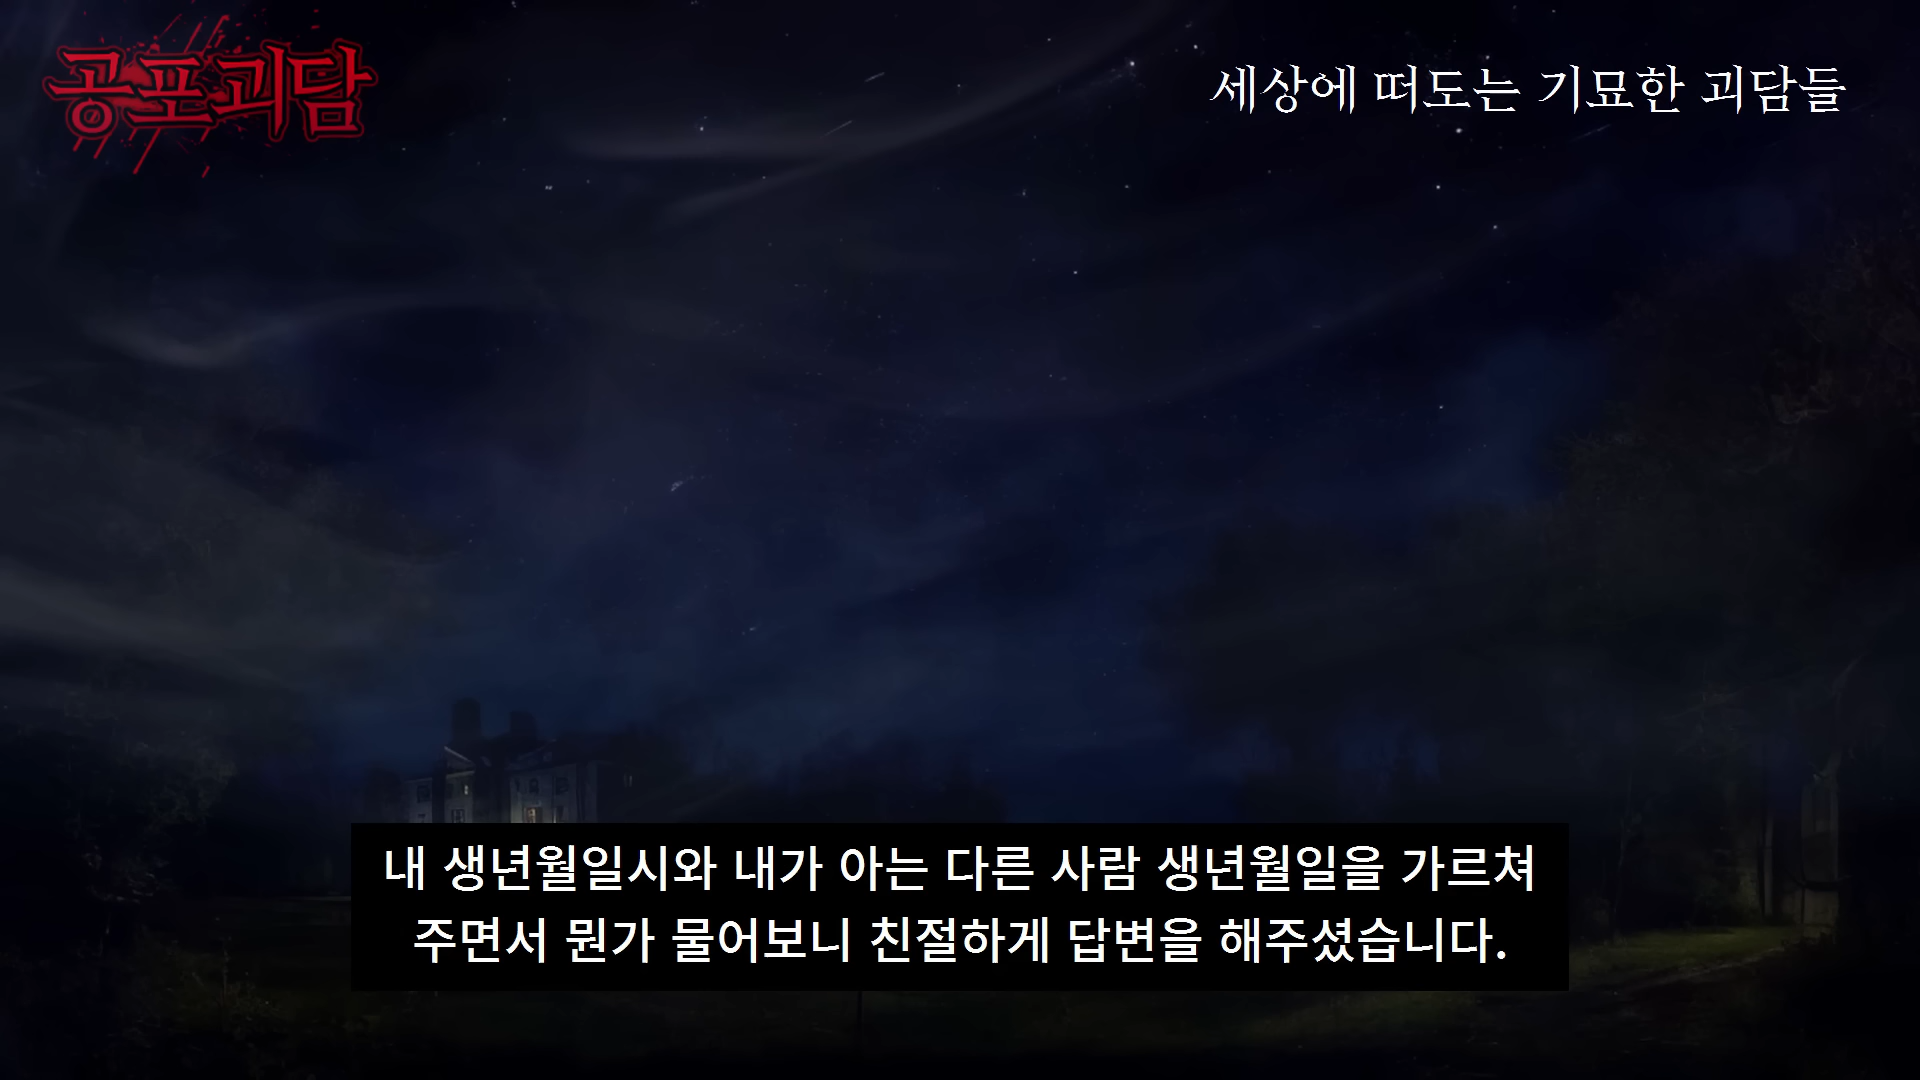 공포괴담
세상에 떠도는 기묘한 괴담들
내 생년월일시와 내가 아는 다른 사람 생년월일을 가르쳐
주면서 뭔가 물어보니 친절하게 답변을 해주셨습니다.